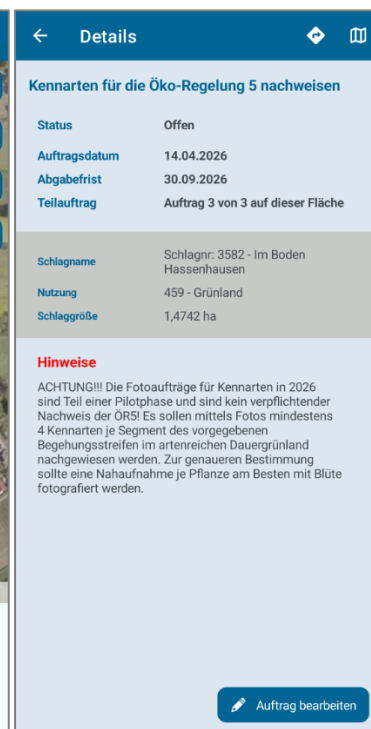 Details
Kennarten für die Öko-Regelung 5 nachweisen
Status Offen
Auftragsdatum 14.04.2026
Abgabefrist 30.09.2026
Teilauftrag Auftrag 3 von 3 auf dieser Fläche
Schlagname Schlagnr: 3582 - Im Boden
Hassenhausen
Nutzung 459 - Grünland
Schlaggröße 1,4742 ha
Hinweise
ACHTUNG!!! Die Fotoaufträge für Kennarten in 2026
sind Teil einer Pilotphase und sind kein verpflichtender
Nachweis der ÖR5! Es sollen mittels Fotos mindestens
4 Kennarten je Segment des vorgegebenen
Begehungsstreifen im artenreichen Dauergrünland
nachgewiesen werden. Zur genaueren Bestimmung
sollte eine Nahaufnahme je Pflanze am Besten mit Blüte
fotografiert werden.
Auftrag bearbeiten